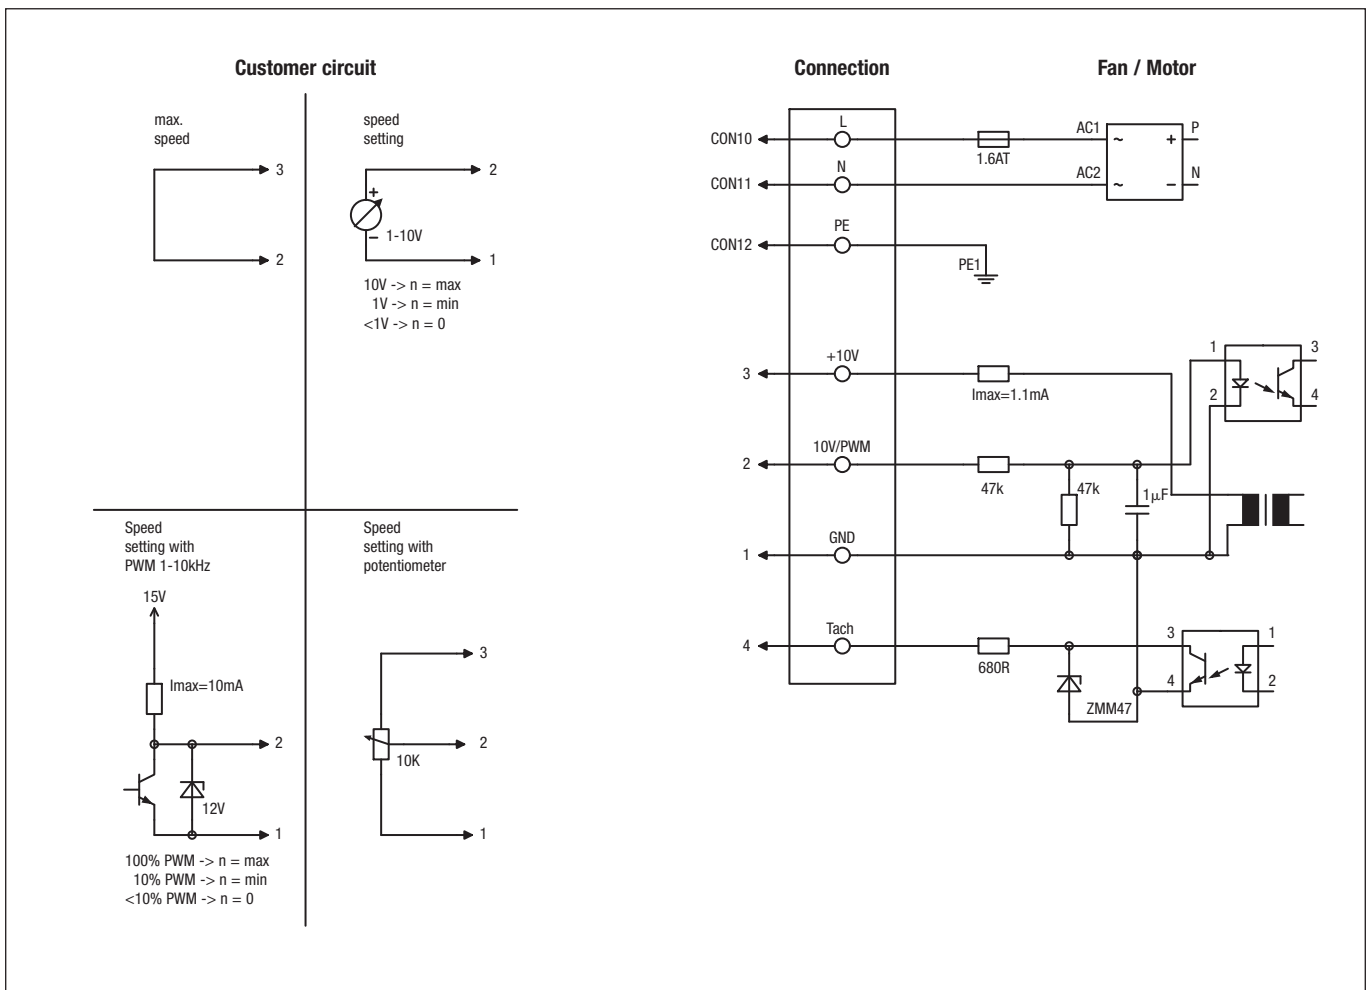 Customer circuit
max.
speed
3
2
speed
setting
2
+
1-10V
−
1
10V -> n = max
1V -> n = min
<1V -> n = 0
Speed
setting with
PWM 1-10kHz
15V
Imax=10mA
2
12V
1
100% PWM -> n = max
10% PWM -> n = min
<10% PWM -> n = 0
Speed
setting with
potentiometer
3
2
10K
1
Connection
Fan / Motor
L
CON10
1.6AT
AC1
~
+
P
N
CON11
AC2
~
−
N
PE
CON12
PE1
+10V
3
Imax=1.1mA
1
3
2
4
10V/PWM
2
47k
47k
1µF
GND
1
Tach
4
680R
ZMM47
3
1
4
2